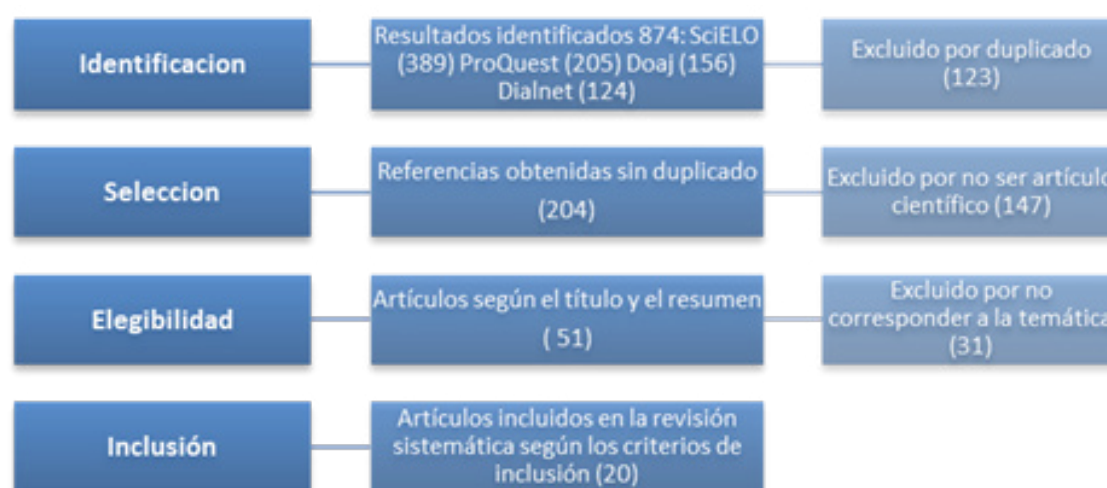 Identificacion
Resultados identificados 874: SciELO
(389) ProQuest (205) Doaj (156)
Dialnet (124)
Excluido por duplicado
(123)
Seleccion
Referencias obtenidas sin duplicado
(204)
Excluido por no ser artículo
científico (147)
Elegibilidad
Artículos según el título y el resumen
( 51)
Excluido por no
corresponder a la temática
(31)
Inclusión
Artículos incluidos en la revisión
sistemática según los criterios de
inclusión (20)